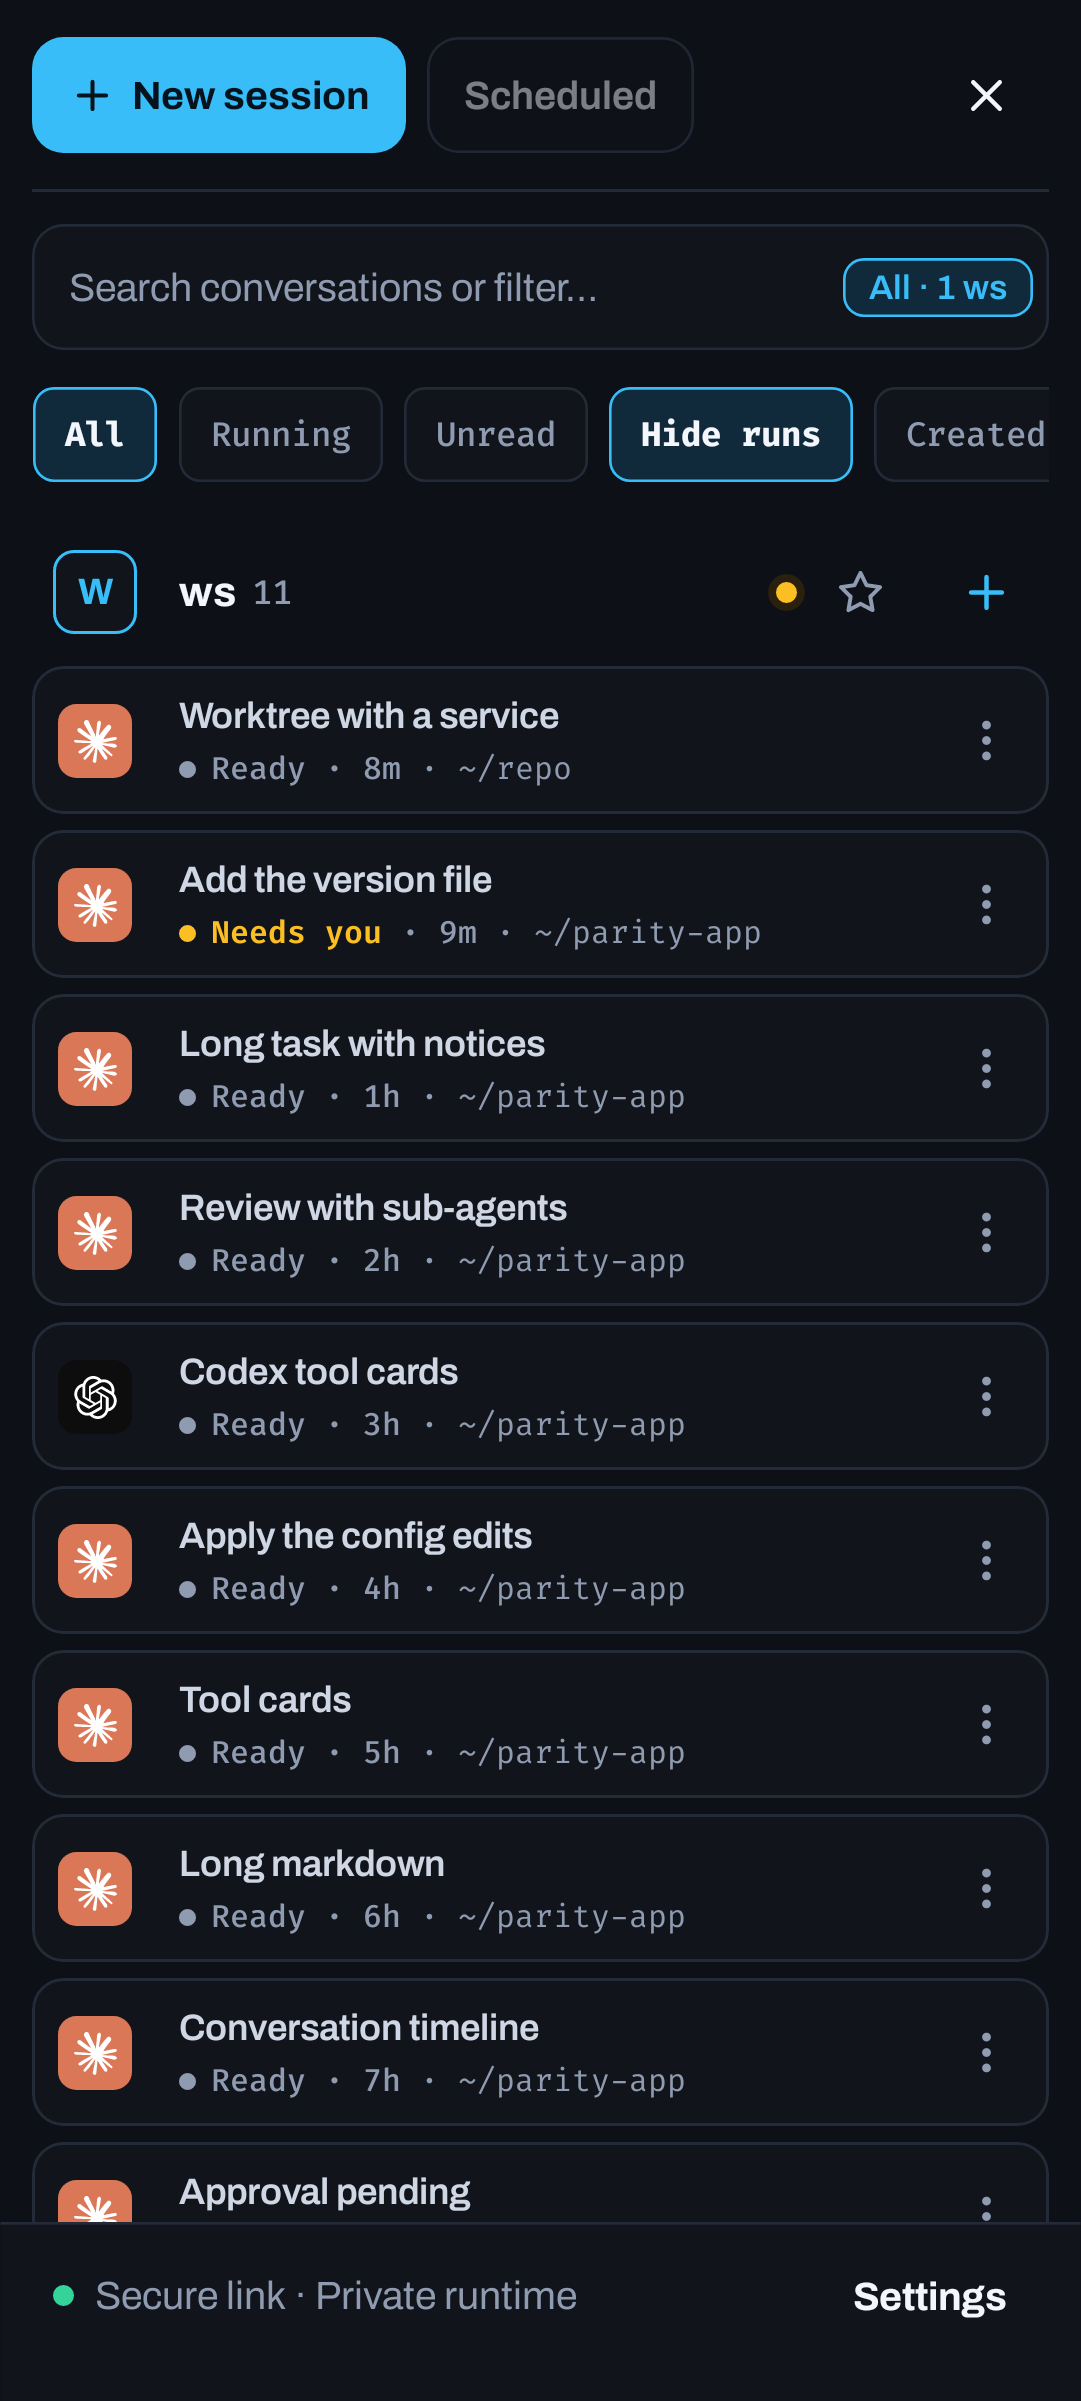 New session
Scheduled
Search conversations or filter...
All · 1 ws
All
Running
Unread
Hide runs
Created
W
ws 11
Worktree with a service
Ready · 8m · ~/repo
Add the version file
Needs you · 9m · ~/parity-app
Long task with notices
Ready · 1h · ~/parity-app
Review with sub-agents
Ready · 2h · ~/parity-app
Codex tool cards
Ready · 3h · ~/parity-app
Apply the config edits
Ready · 4h · ~/parity-app
Tool cards
Ready · 5h · ~/parity-app
Long markdown
Ready · 6h · ~/parity-app
Conversation timeline
Ready · 7h · ~/parity-app
Approval pending
Secure link · Private runtime
Settings